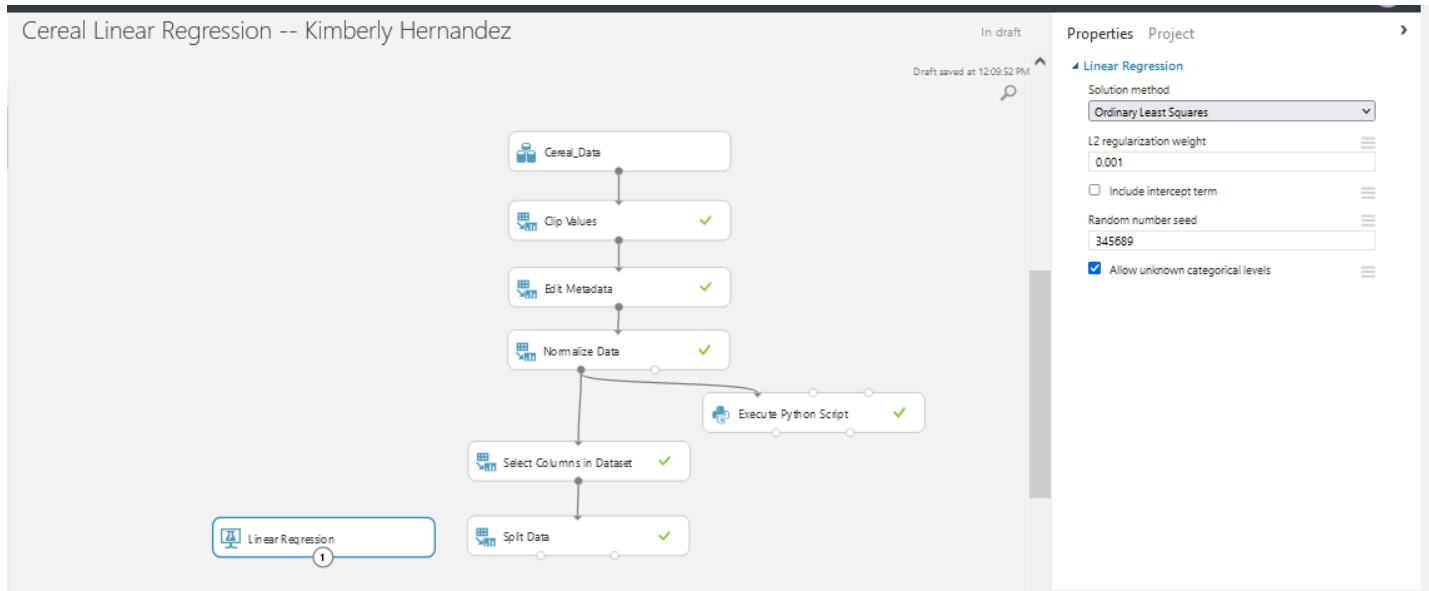 Cereal Linear Regression -- Kimberly Hernandez
In draft
Draft saved at 12:09:52 PM
Cereal_Data
Clip Values
Edit Metadata
Normalize Data
Execute Python Script
Select Columns in Dataset
Linear Regression
1
Split Data
Properties Project
Linear Regression
Solution method
Ordinary Least Squares
L2 regularization weight
0.001
Include intercept term
Random number seed
345689
Allow unknown categorical levels